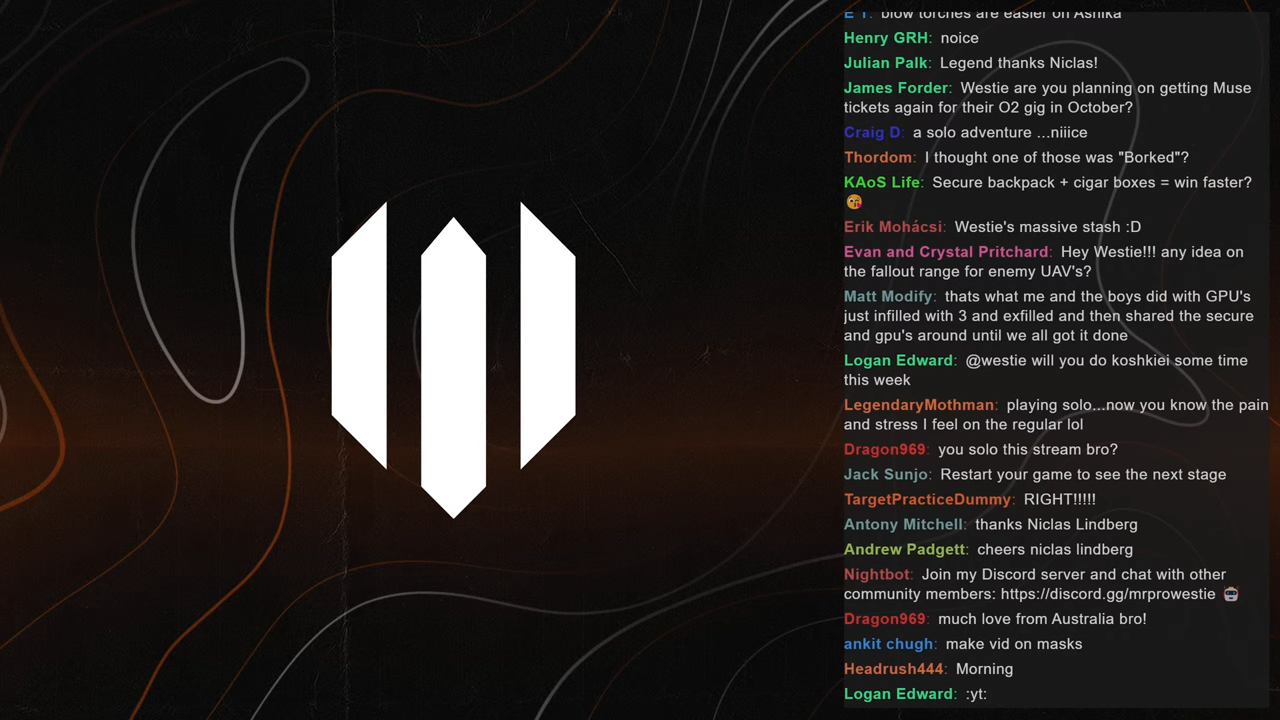 E T: blow torches are easier on Ashika
Henry GRH: noice
Julian Palk: Legend thanks Niclas!
James Forder: Westie are you planning on getting Muse
tickets again for their O2 gig in October?
Craig D: a solo adventure ...niiice
Thordom: I thought one of those was "Borked"?
KAoS Life: Secure backpack + cigar boxes = win faster?
😘
Erik Mohácsi: Westie's massive stash :D
Evan and Crystal Pritchard: Hey Westie!!! any idea on
the fallout range for enemy UAV's?
Matt Modify: thats what me and the boys did with GPU's
just infilled with 3 and exfilled and then shared the secure
and gpu's around until we all got it done
Logan Edward: @westie will you do koshkiei some time
this week
LegendaryMothman: playing solo...now you know the pain
and stress I feel on the regular lol
Dragon969: you solo this stream bro?
Jack Sunjo: Restart your game to see the next stage
TargetPracticeDummy: RIGHT!!!!!
Antony Mitchell: thanks Niclas Lindberg
Andrew Padgett: cheers niclas lindberg
Nightbot: Join my Discord server and chat with other
community members: https://discord.gg/mrprowestie 🤖
Dragon969: much love from Australia bro!
ankit chugh: make vid on masks
Headrush444: Morning
Logan Edward: :yt: